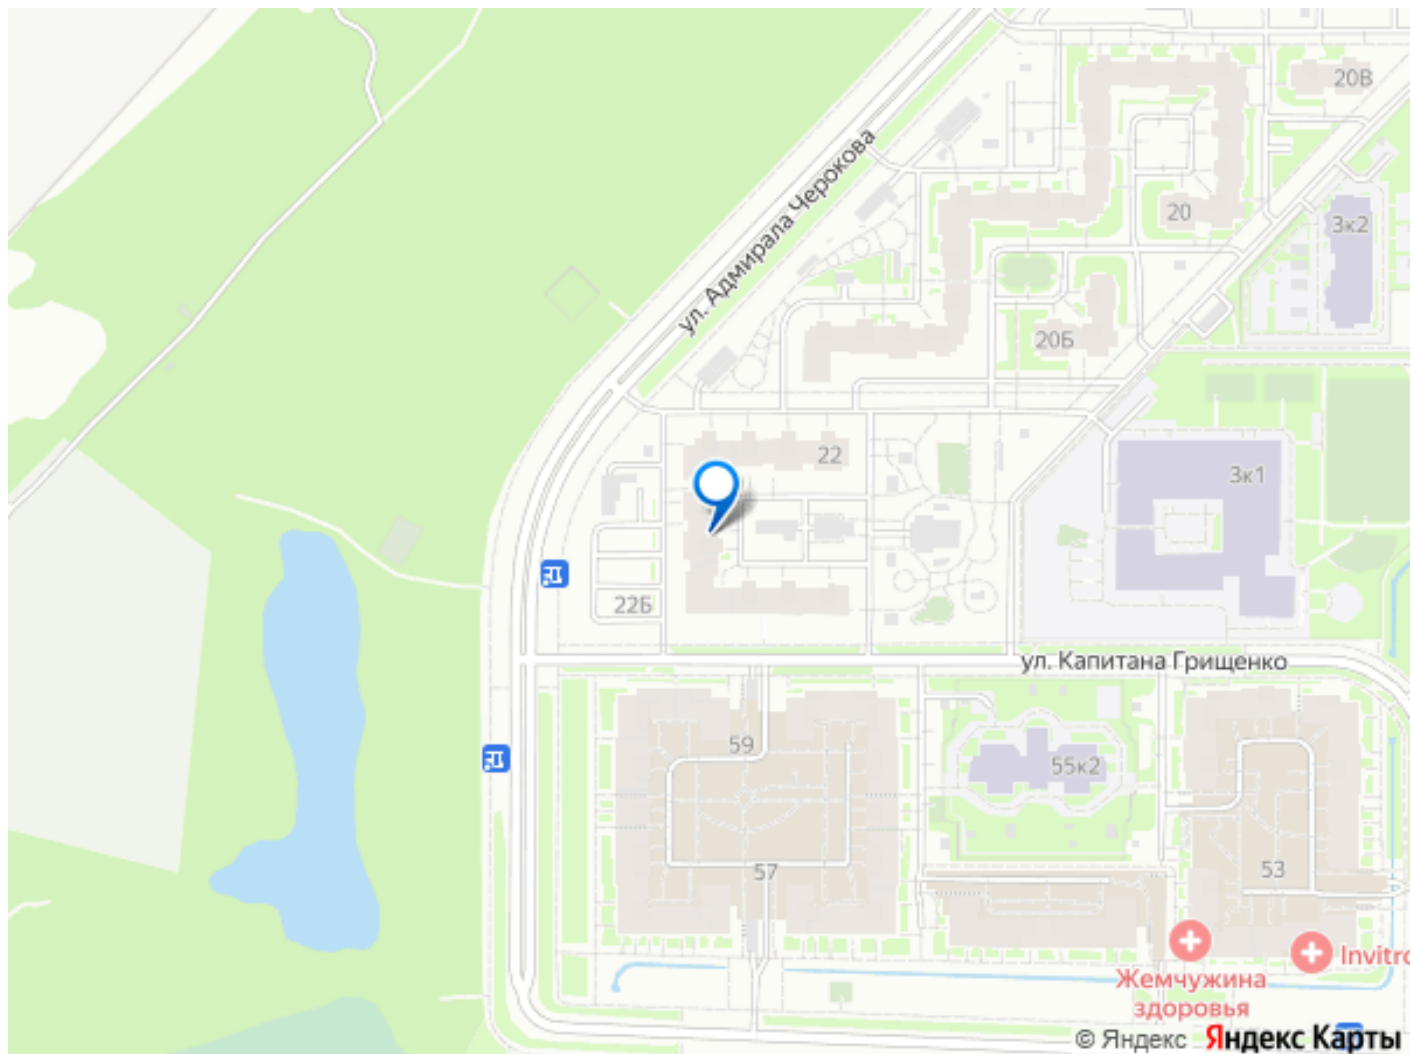 20В
ул. Адмирала Черокова
20
3к2
20Б
22
3к1
22Б
ул. Капитана Грищенко
59
55к2
57
53
Жемчужина
здоровья
Invitro
© Яндекс Яндекс Карты